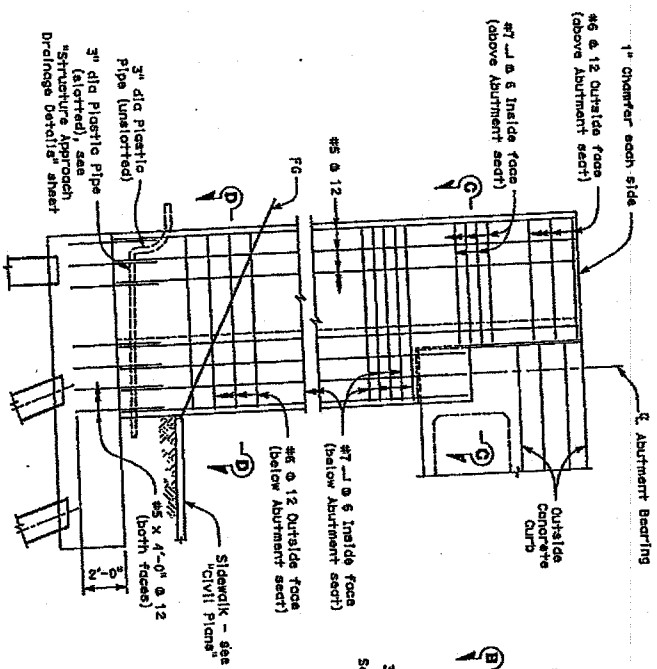 1" Chamfer each side
#6 @ 12 Outside face
(above Abutment seat)
#7 @ 6 Inside face
(above Abutment
seat)
C
#5 @ 12
FG
D
3" dia Plastic
Pipe (unslotted)
3" dia Plastic Pipe
(slotted), see
"Structure Approach
Drainage Details" sheet
℄ Abutment Bearing
Outside
Concrete
Curb
C
#7 @ 6 Inside face
(below Abutment seat)
#6 @ 12 Outside face
(below Abutment
seat)
D
Sidewalk - see
"Civil Plans"
#5 x 4'-0" @ 12
(both faces)
2'-0"
B